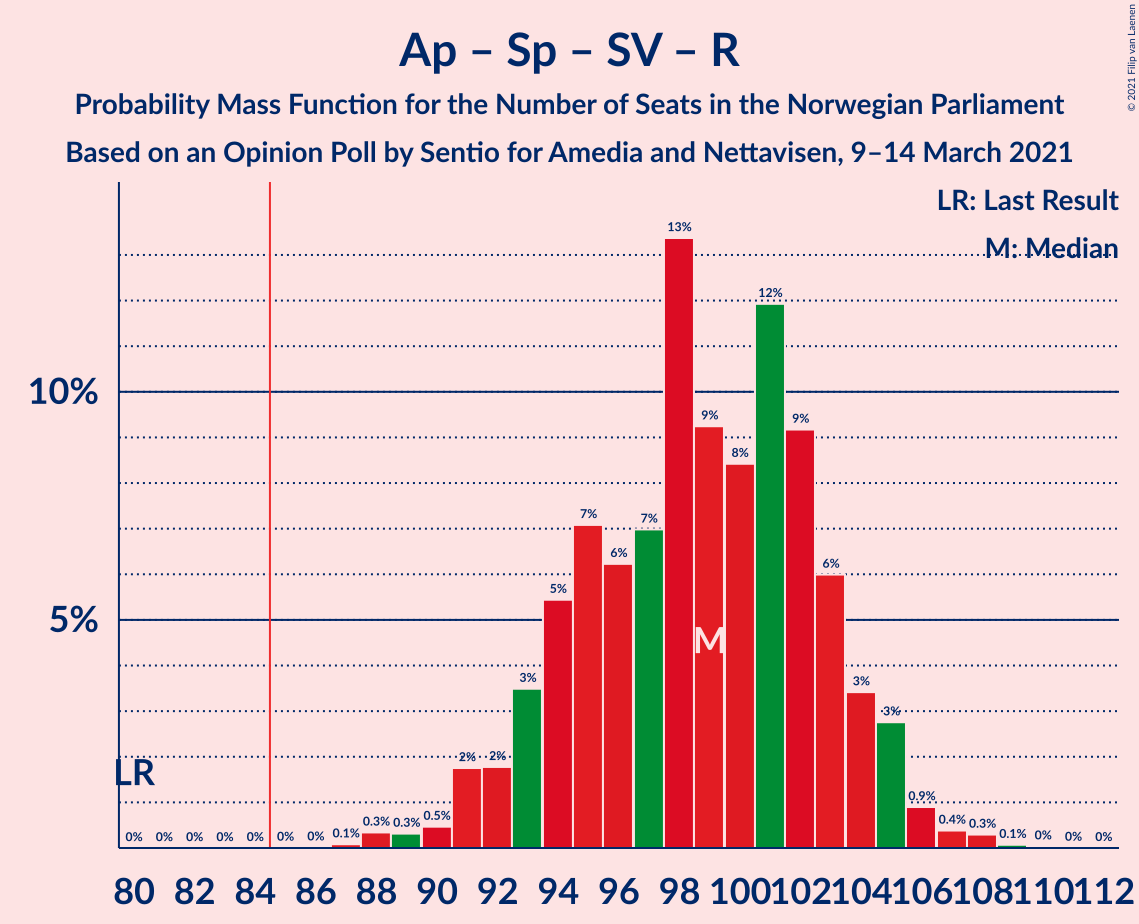 Ap – Sp – SV – R
Probability Mass Function for the Number of Seats in the Norwegian Parliament
Based on an Opinion Poll by Sentio for Amedia and Nettavisen, 9–14 March 2021
© 2021 Filip van Laenen
LR: Last Result
M: Median
13%
12%
10%
9%
9%
8%
7%
7%
6%
6%
5%
5%
M
3%
3%
3%
2%
2%
LR
0.9%
0% 0% 0% 0% 0% 0% 0% 0.1% 0.3% 0.3% 0.5% 0.4% 0.3% 0.1% 0% 0% 0%
80 82 84 86 88 90 92 94 96 98 100 102 104 106 108 110 112